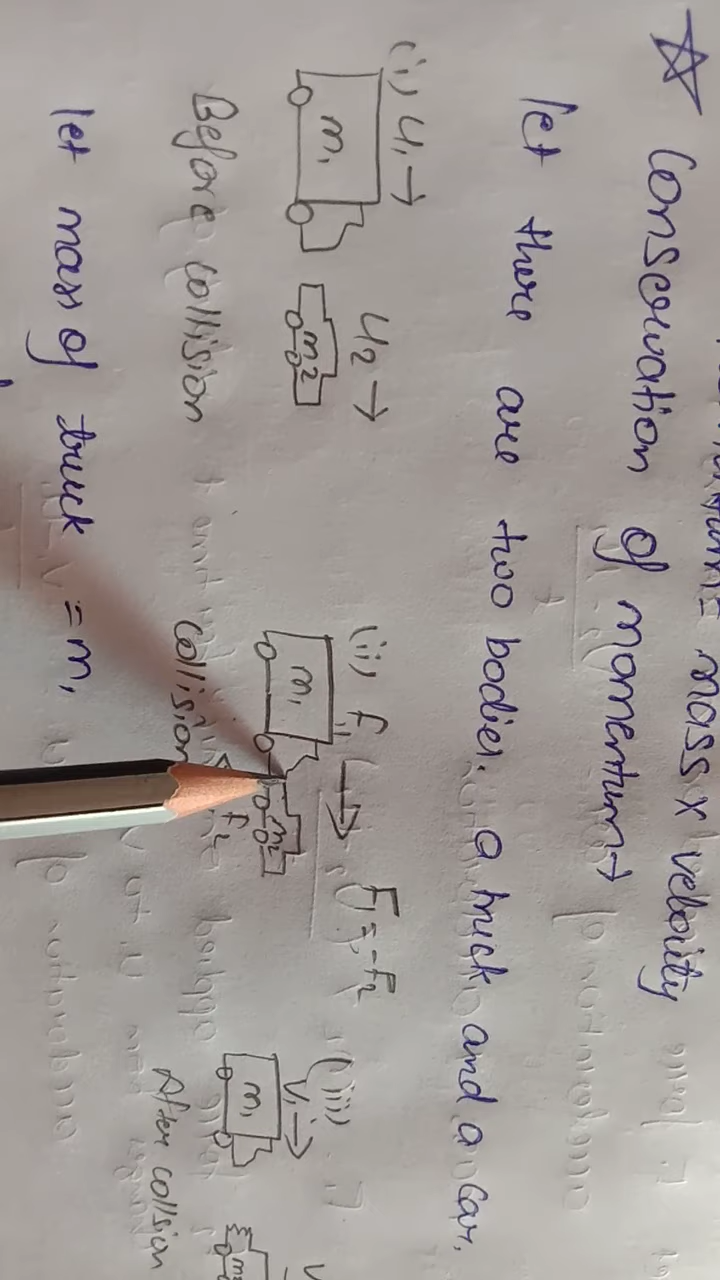 mass x velocity
☆ Conservation of momentum →
let there are two bodies. a truck and a car.
(i) u₁ → u₂ →
m₁ m2
Before collision
(ii) f₁ → F₁ = -F₂
m₁ m2
f₂
collision
(iii) v₁ →
m₁
After collision
let mass of truck = m₁